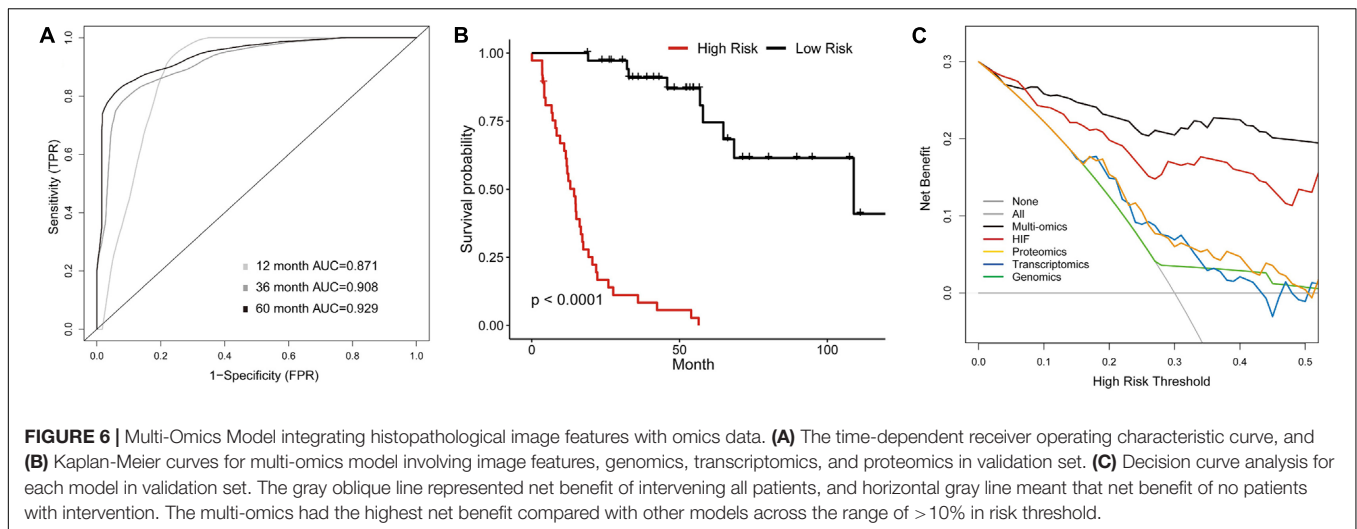 A
Sensitivity (TPR)
1.0
0.8
0.6
0.4
0.2
0.0
12 month AUC=0.871
36 month AUC=0.908
60 month AUC=0.929
0.0 0.2 0.4 0.6 0.8 1.0
1-Specificity (FPR)
B
High Risk Low Risk
Survival probability
1.00
0.75
0.50
0.25
0.00
p < 0.0001
0 50 100
Month
C
Net Benefit
0.3
0.2
0.1
0.0
None
All
Multi-omics
HIF
Proteomics
Transcriptomics
Genomics
0.0 0.1 0.2 0.3 0.4 0.5
High Risk Threshold
FIGURE 6 | Multi-Omics Model integrating histopathological image features with omics data. (A) The time-dependent receiver operating characteristic curve, and
(B) Kaplan-Meier curves for multi-omics model involving image features, genomics, transcriptomics, and proteomics in validation set. (C) Decision curve analysis for
each model in validation set. The gray oblique line represented net benefit of intervening all patients, and horizontal gray line meant that net benefit of no patients
with intervention. The multi-omics had the highest net benefit compared with other models across the range of >10% in risk threshold.